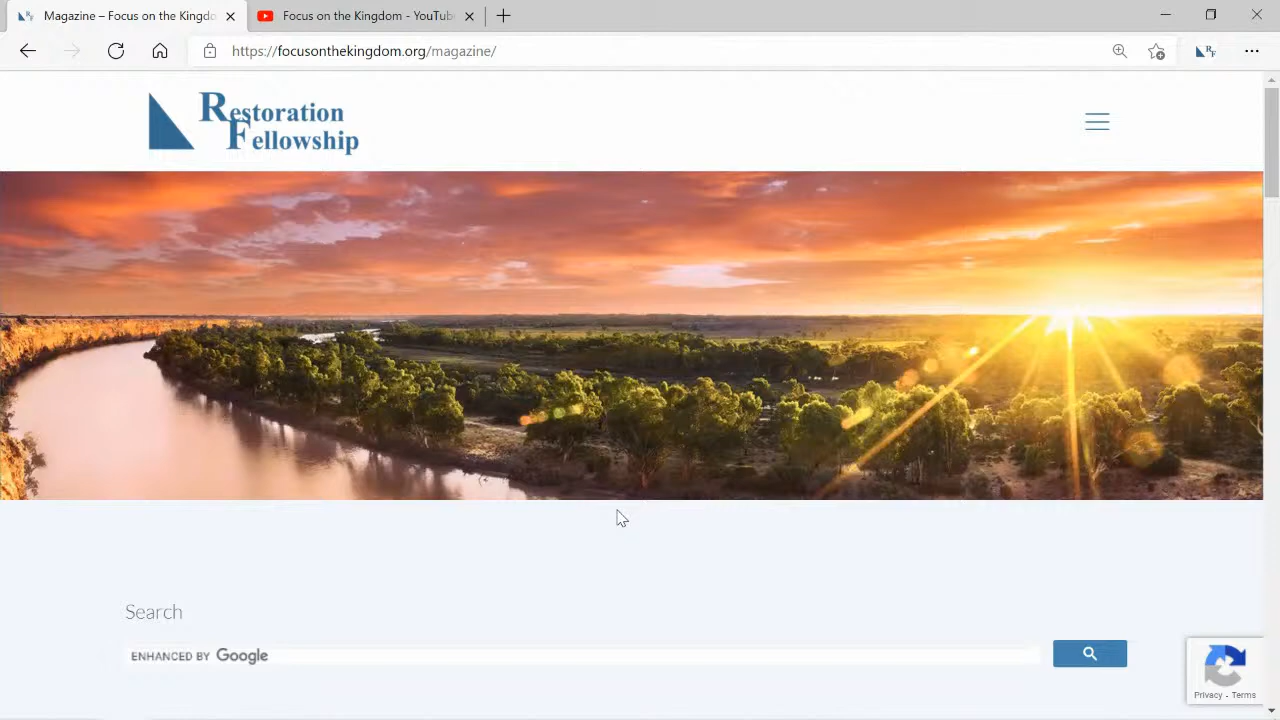 Magazine – Focus on the Kingdo
Focus on the Kingdom - YouTub
https://focusonthekingdom.org/magazine/
RF
Restoration
Fellowship
Search
ENHANCED BY Google
Privacy - Terms